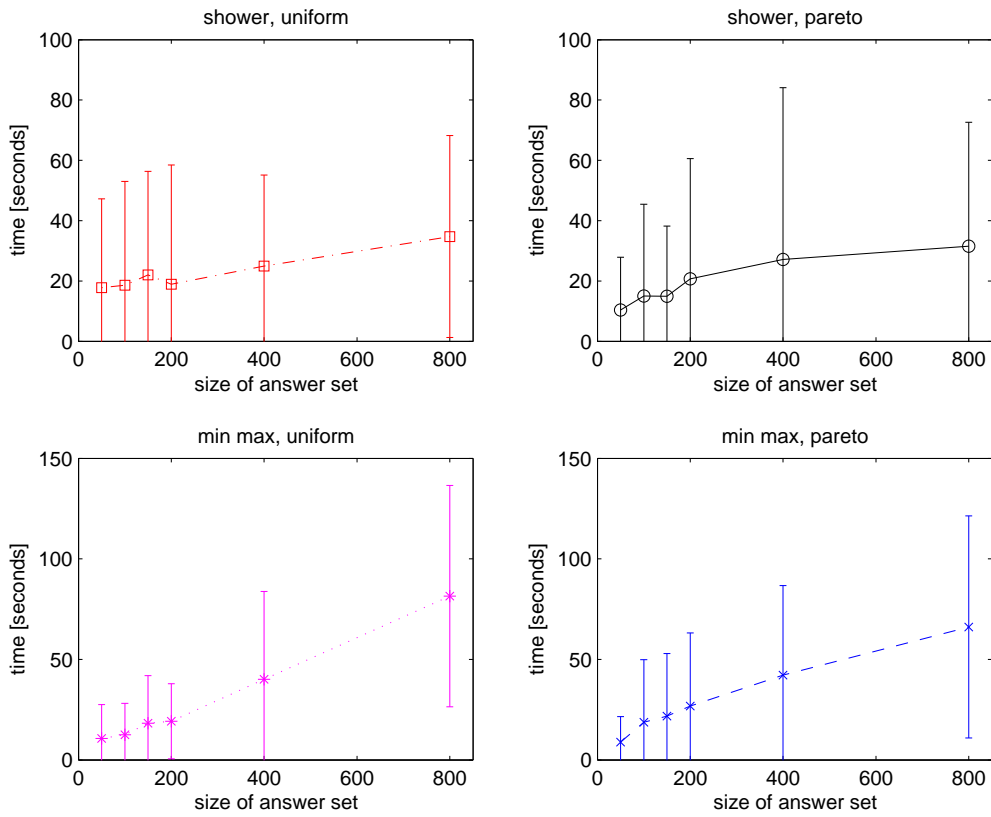 shower, uniform
100
80
60
40
20
0
time [seconds]
0 200 400 600 800
size of answer set
shower, pareto
100
80
60
40
20
0
time [seconds]
0 200 400 600 800
size of answer set
min max, uniform
150
100
50
0
time [seconds]
0 200 400 600 800
size of answer set
min max, pareto
150
100
50
0
time [seconds]
0 200 400 600 800
size of answer set